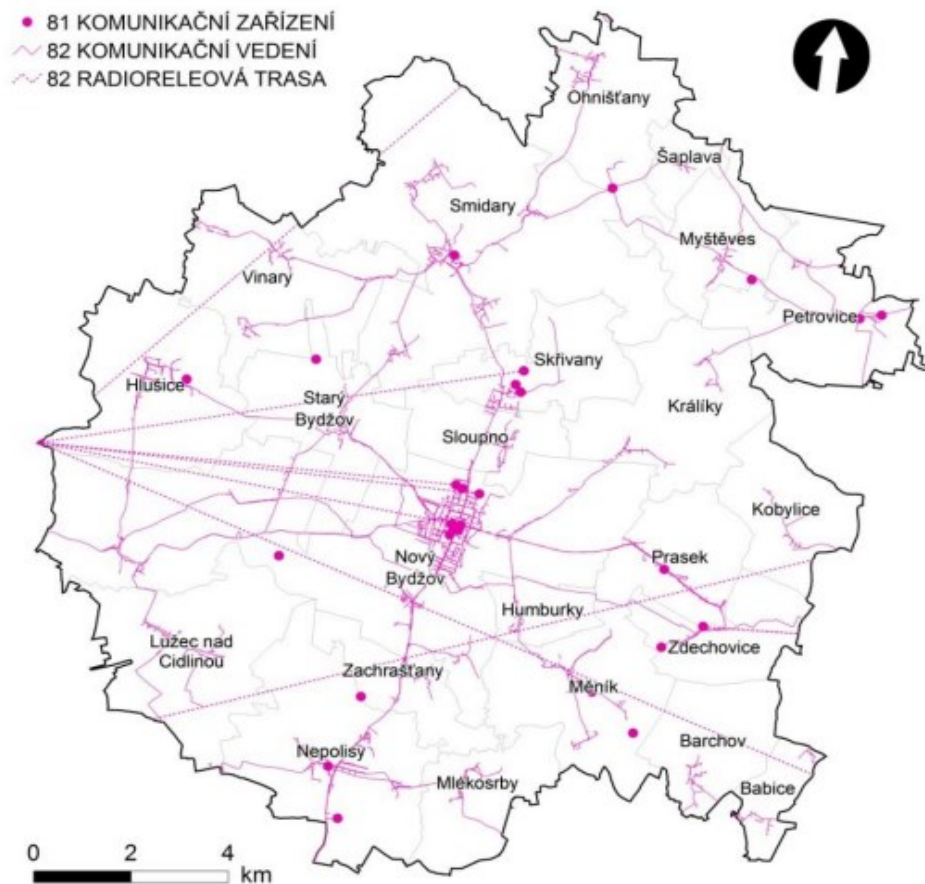 81 KOMUNIKAČNÍ ZAŘÍZENÍ
82 KOMUNIKAČNÍ VEDENÍ
82 RADIORELEOVÁ TRASA
Ohnišťany
Šaplava
Smidary
Myštěves
Vinary
Petrovice
Skřivany
Hlušice
Starý
Bydžov
Králíky
Sloupno
Kobylice
Nový
Bydžov
Prasek
Humburky
Lužec nad
Cidlinou
Zdechovice
Zachrašťany
Měník
Barchov
Nepolisy
Mlékosrby
Babice
0 2 4
km